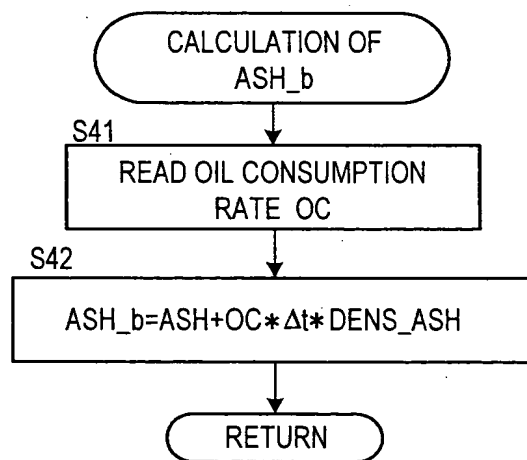 CALCULATION OF
ASH_b
S41
READ OIL CONSUMPTION
RATE OC
S42
ASH_b=ASH+OC*Δt*DENS_ASH
RETURN